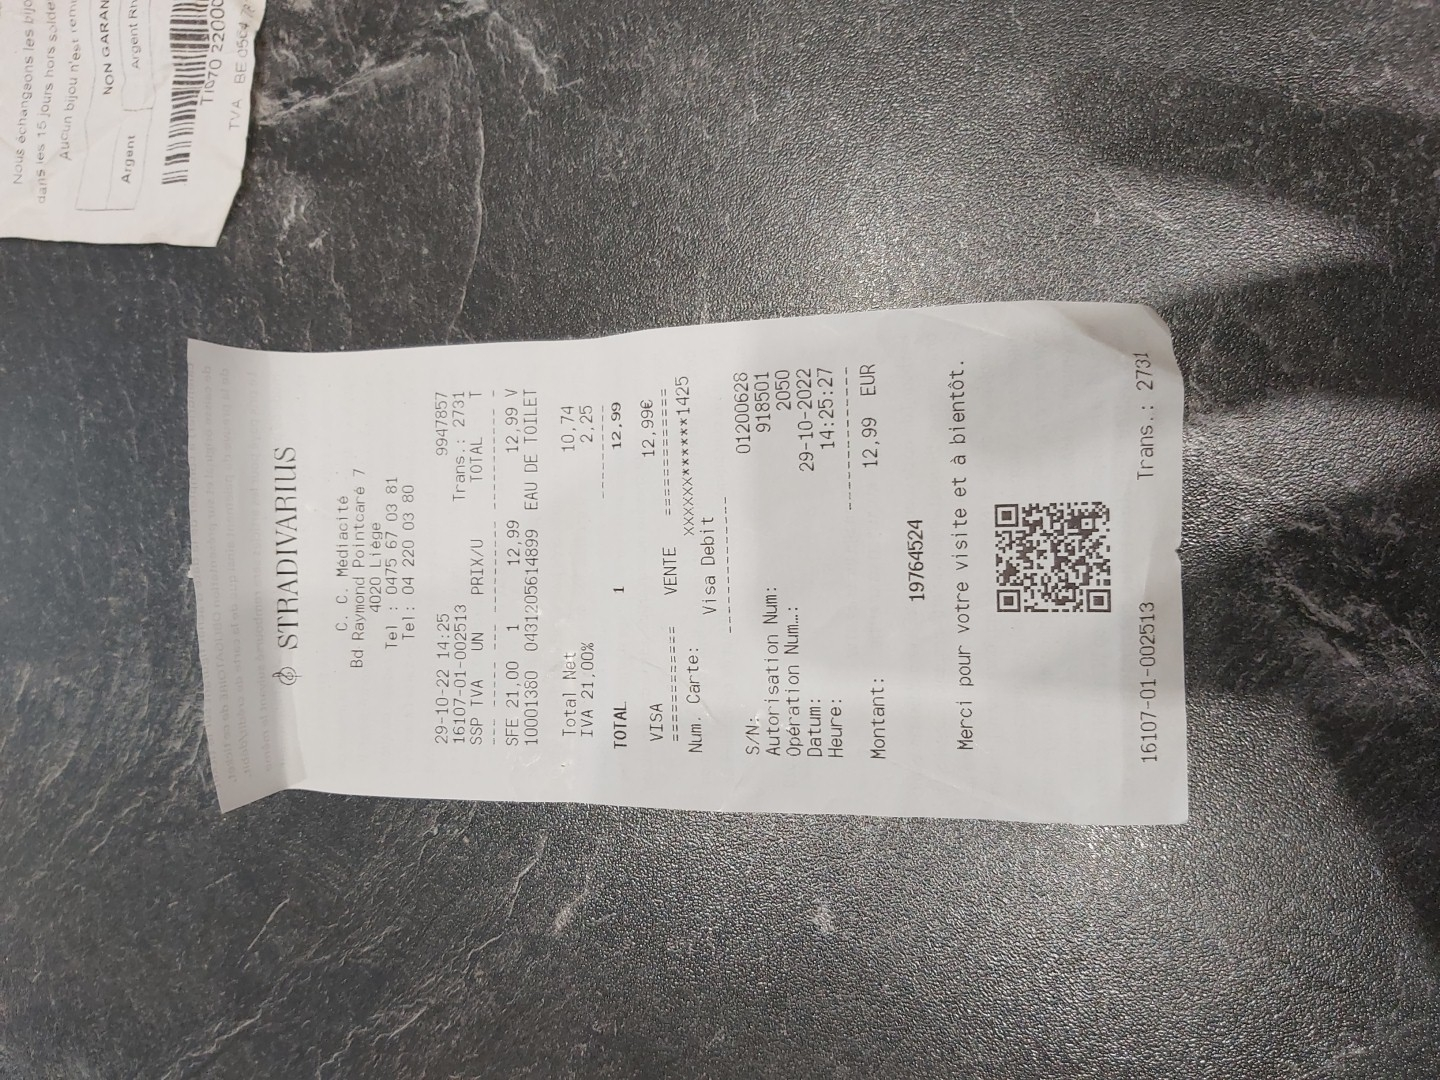 Nous échangeons les bijo
dans les 15 jours hors solde
Aucun bijou n'est rem
NON GARAN
Argent Argent Rh
TVA BE
STRADIVARIUS
C. C. Médiacité
Bd Raymond Pointcaré 7
4020 Liège
Tel : 0475 67 03 81
Tel: 04 220 03 80
29-10-22 14:25 9947857
16107-01-002513 Trans.: 2731
SSP TVA UN PRIX/U TOTAL T
--- --- --- -------- -------- -
SFE 21,00 1 12,99 12,99 V
10001380 0431205614899 EAU DE TOILET
Total Net 10,74
IVA 21,00% 2,25
TOTAL 1 12,99
VISA 12,99€
========== VENTE ==========
Num. Carte: XXXXXXX********1425
Visa Debit
S/N: 01200628
Autorisation Num: 918501
Opération Num…: 2050
Datum: 29-10-2022
Heure: 14:25:27
Montant: 12,99 EUR
19764524
Merci pour votre visite et à bientôt.
16107-01-002513 Trans.: 2731